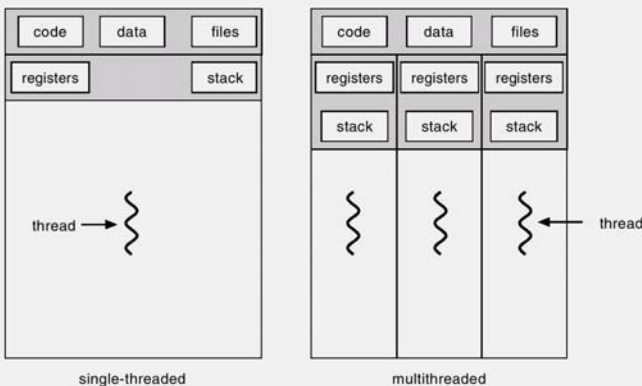 code data files
registers stack
thread
single-threaded
code data files
registers registers registers
stack stack stack
thread
multithreaded